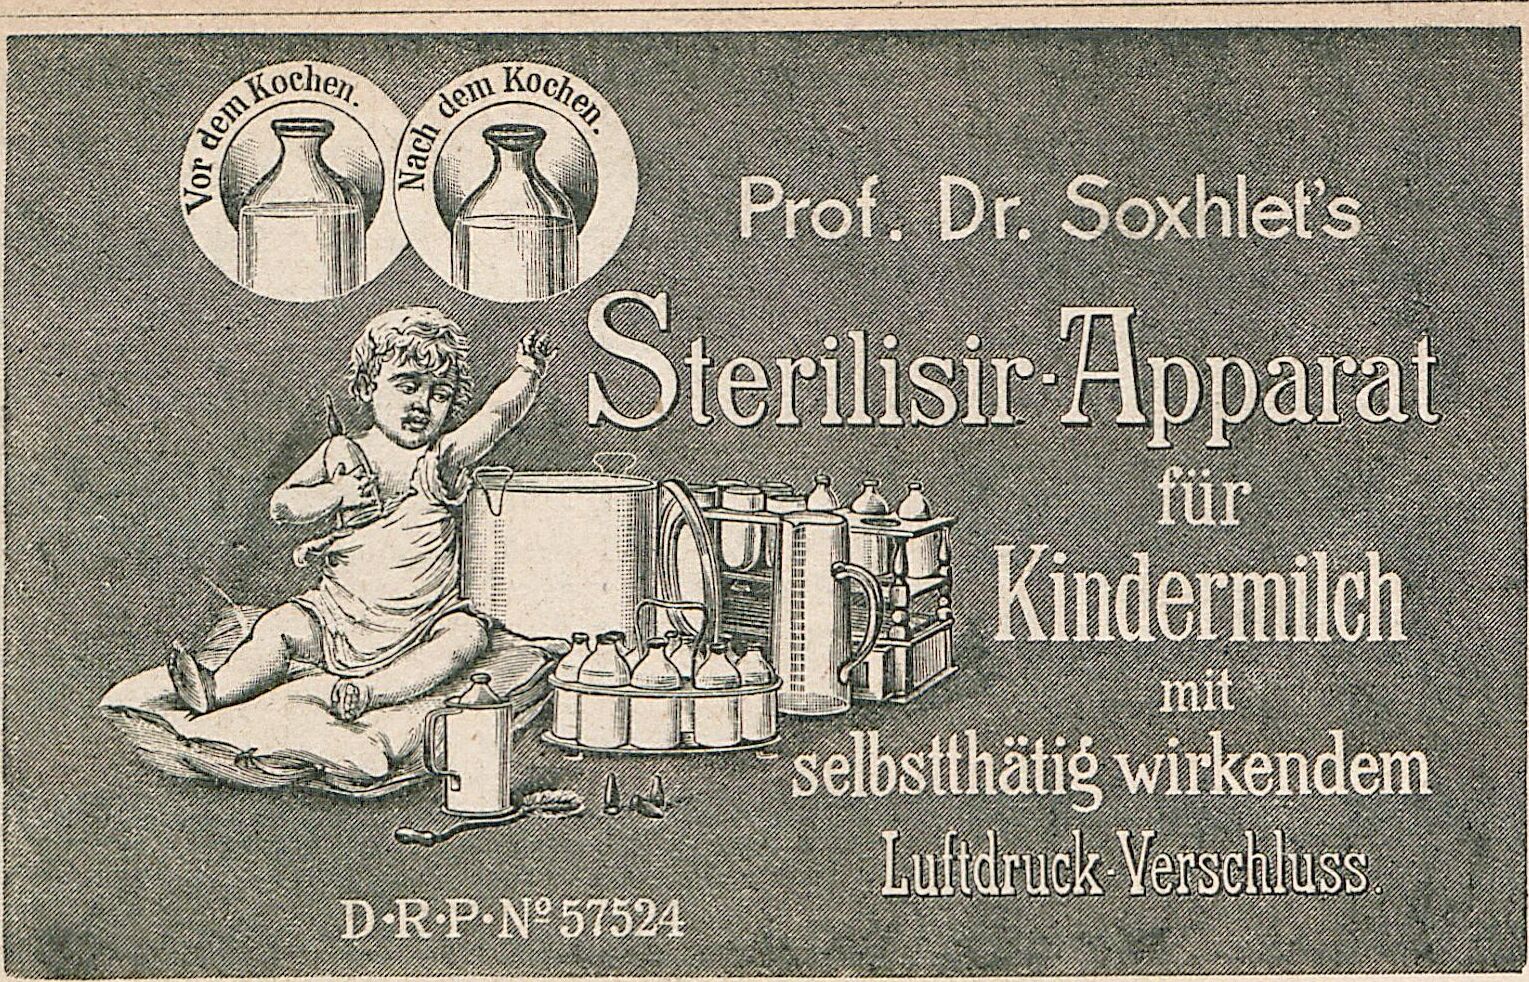 Vor dem Kochen.
Nach dem Kochen.
Prof. Dr. Soxhlet's
Sterilisir-Apparat
für
Kindermilch
mit
selbstthätig wirkendem
Luftdruck-Verschluss.
D·R·P·Nº 57524